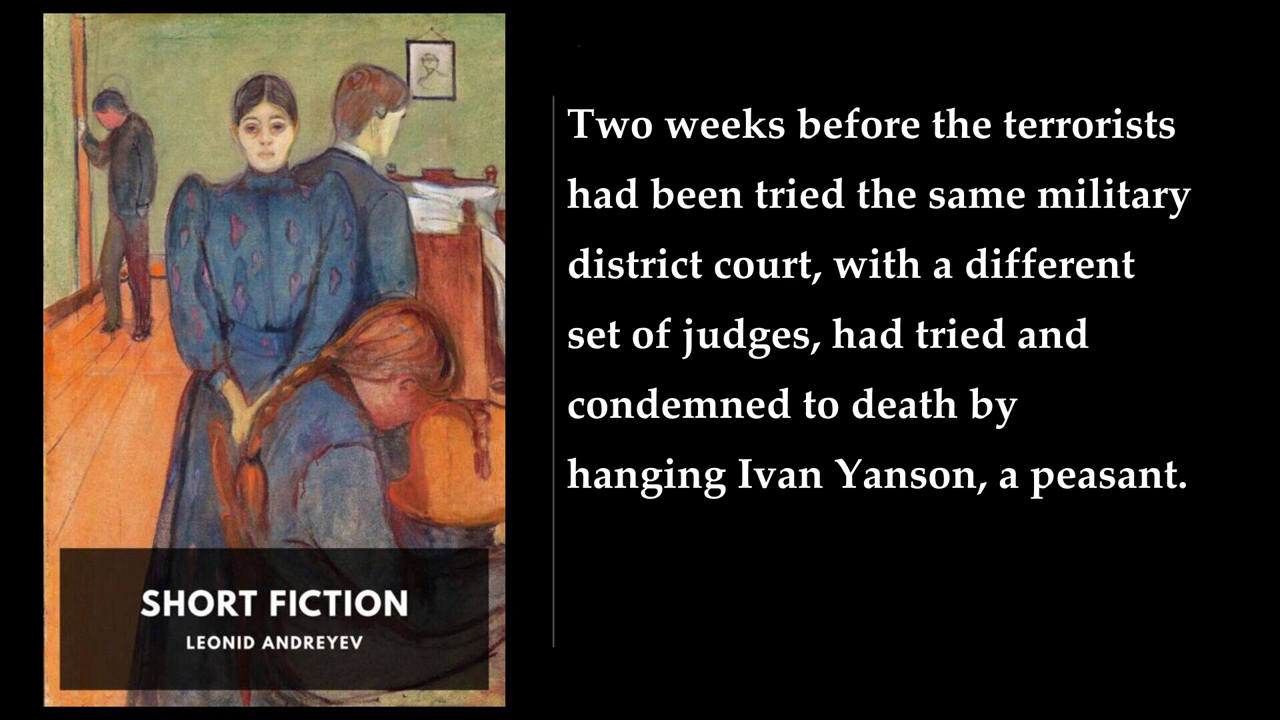 SHORT FICTION
LEONID ANDREYEV
Two weeks before the terrorists
had been tried the same military
district court, with a different
set of judges, had tried and
condemned to death by
hanging Ivan Yanson, a peasant.